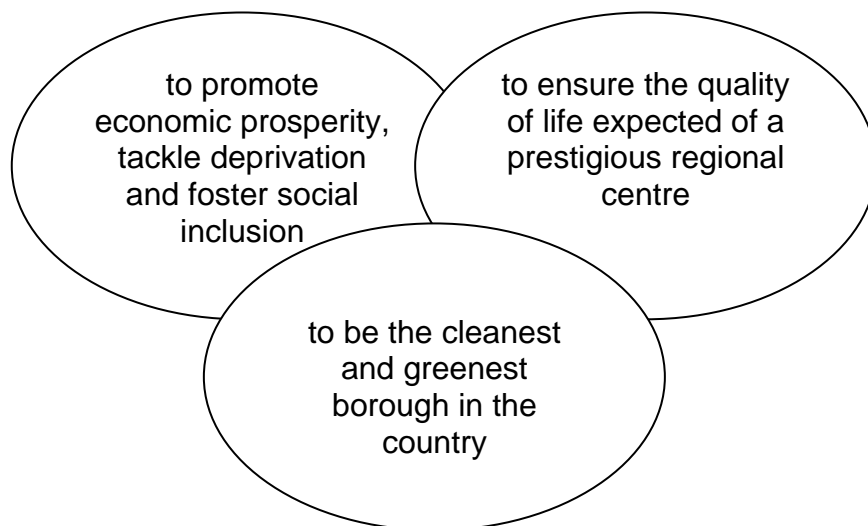 to promote
economic prosperity,
tackle deprivation
and foster social
inclusion
to ensure the quality
of life expected of a
prestigious regional
centre
to be the cleanest
and greenest
borough in the
country